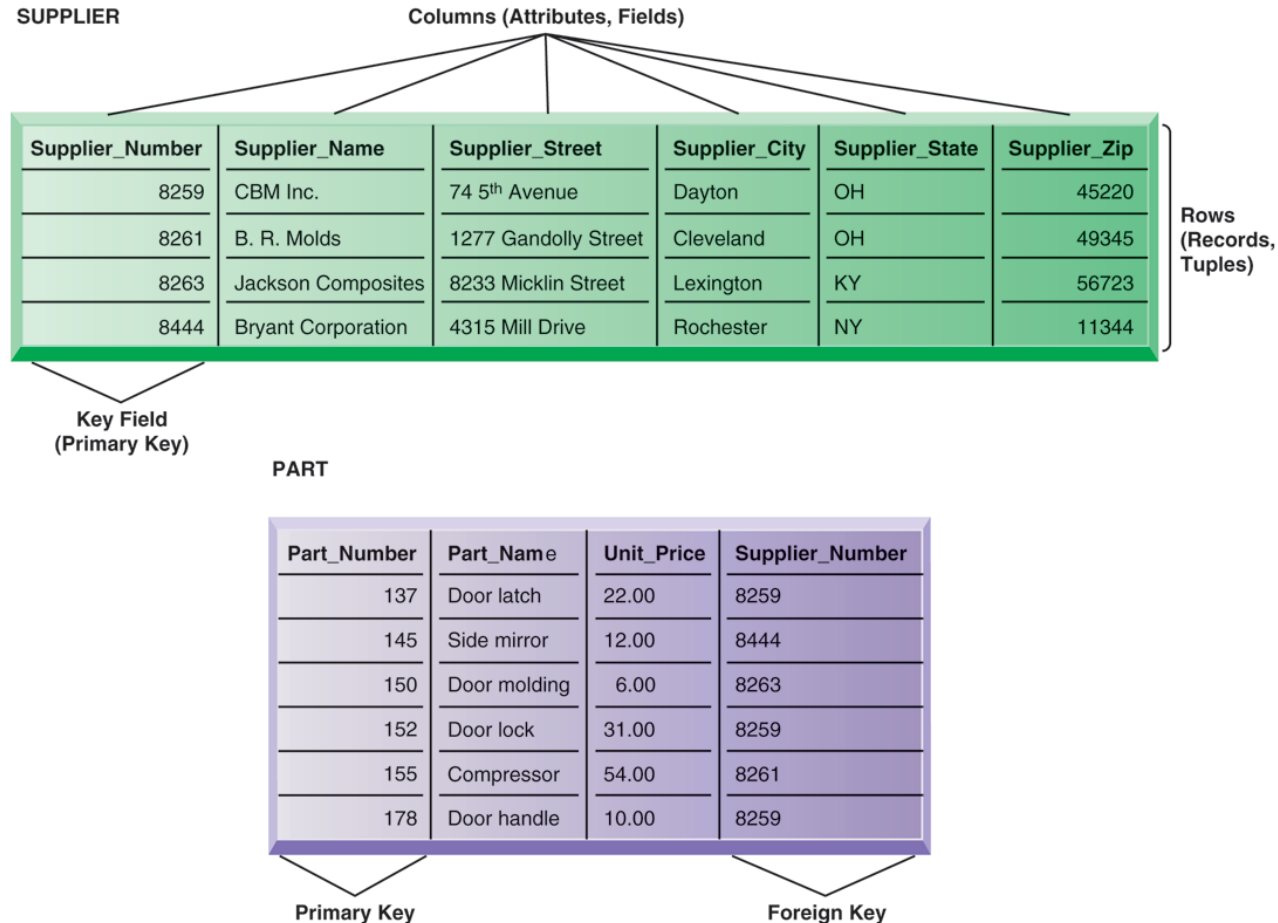 SUPPLIER
Columns (Attributes, Fields)
Supplier_Number Supplier_Name Supplier_Street Supplier_City Supplier_State Supplier_Zip
8259 CBM Inc. 74 5th Avenue Dayton OH 45220
8261 B. R. Molds 1277 Gandolly Street Cleveland OH 49345
8263 Jackson Composites 8233 Micklin Street Lexington KY 56723
8444 Bryant Corporation 4315 Mill Drive Rochester NY 11344
Rows
(Records,
Tuples)
Key Field
(Primary Key)
PART
Part_Number Part_Name Unit_Price Supplier_Number
137 Door latch 22.00 8259
145 Side mirror 12.00 8444
150 Door molding 6.00 8263
152 Door lock 31.00 8259
155 Compressor 54.00 8261
178 Door handle 10.00 8259
Primary Key Foreign Key